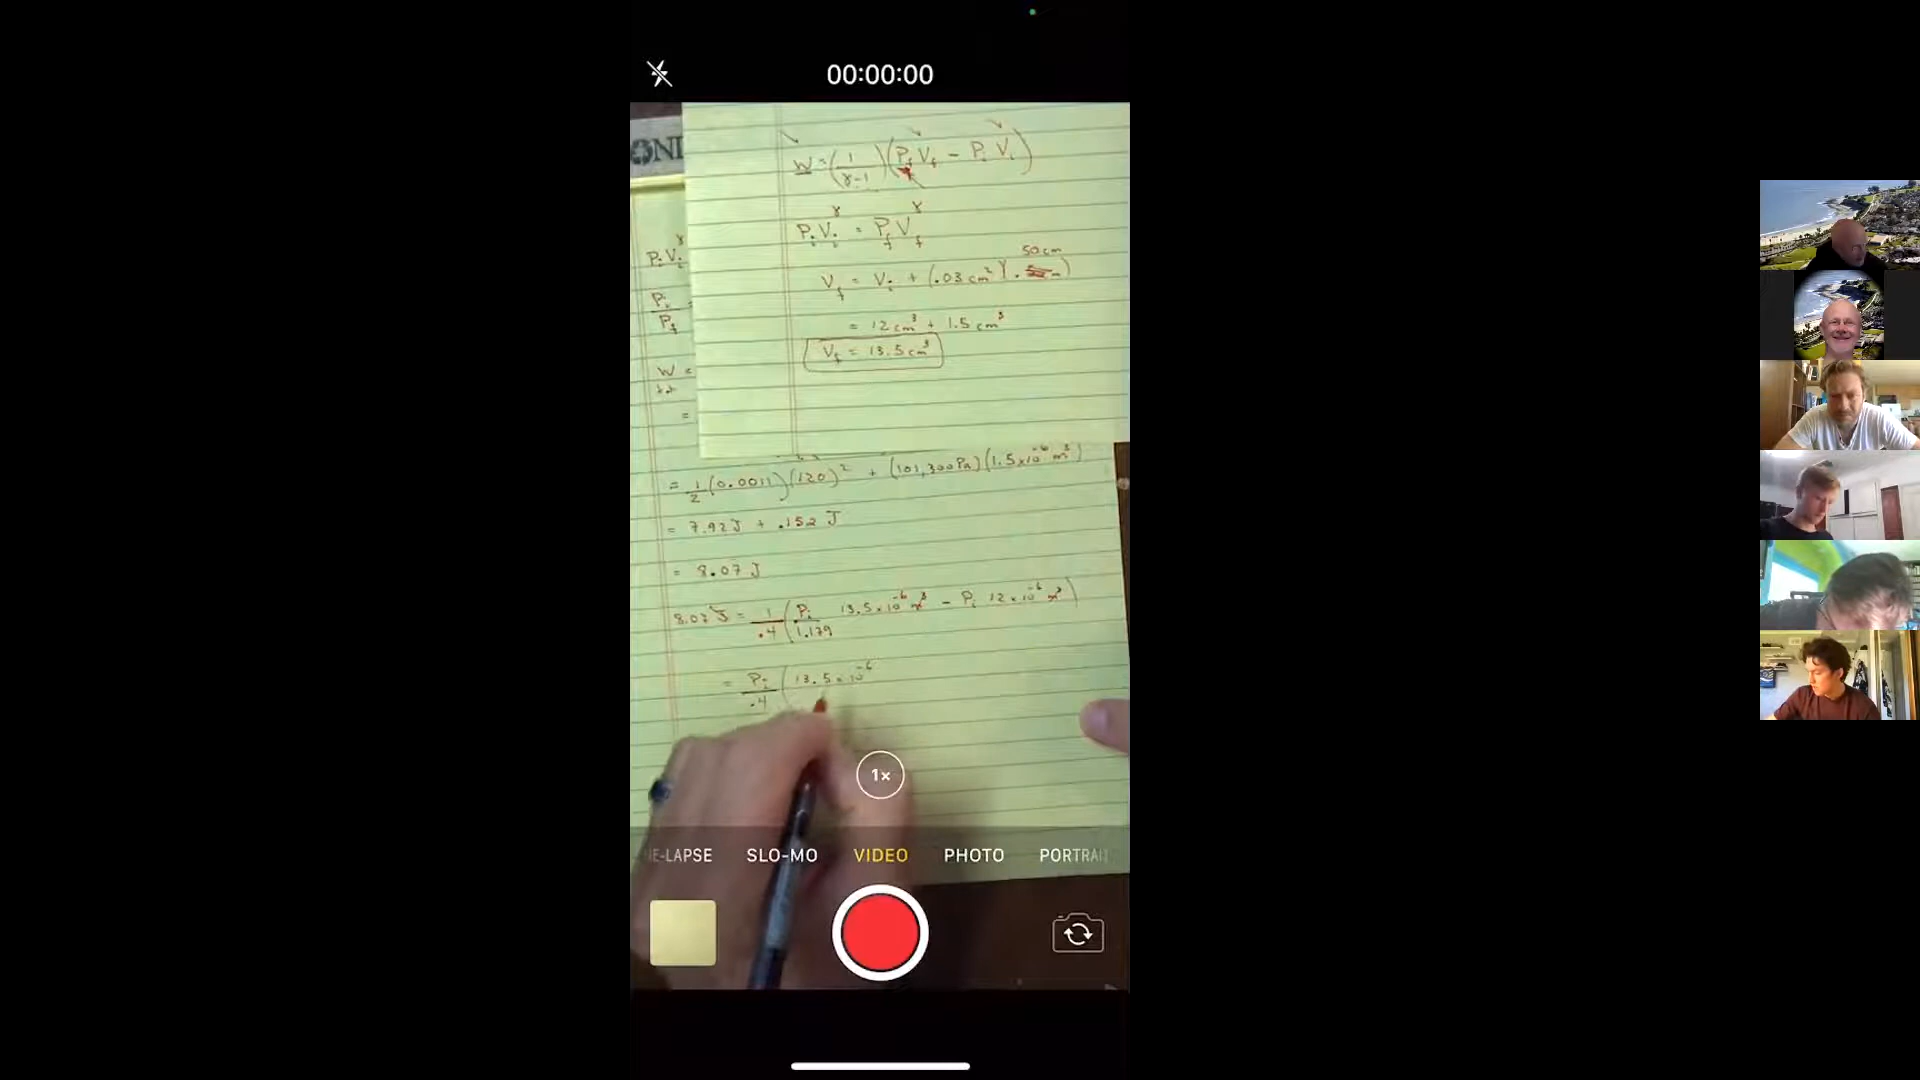 00:00:00
W = (1/γ-1)(P_f V_f - P_i V_i)
P_i V_i^γ = P_f V_f^γ
V_f = V_i + (.03 cm²) · 50 cm
= 12 cm³ + 1.5 cm³
V_f = 13.5 cm³
P_i V_i^γ
P_i/P_f =
W_tot =
=
= 1/2 (0.0011)(120)² + (101,300 Pa)(1.5×10^-6 m³)
= 7.92 J + .152 J
= 8.07 J
8.07 J = 1/.4 (P_i/1.179 13.5×10^-6 m³ - P_i 12×10^-6 m³)
= P_i/.4 (13.5×10^-6
1x
E-LAPSE SLO-MO VIDEO PHOTO PORTRAI